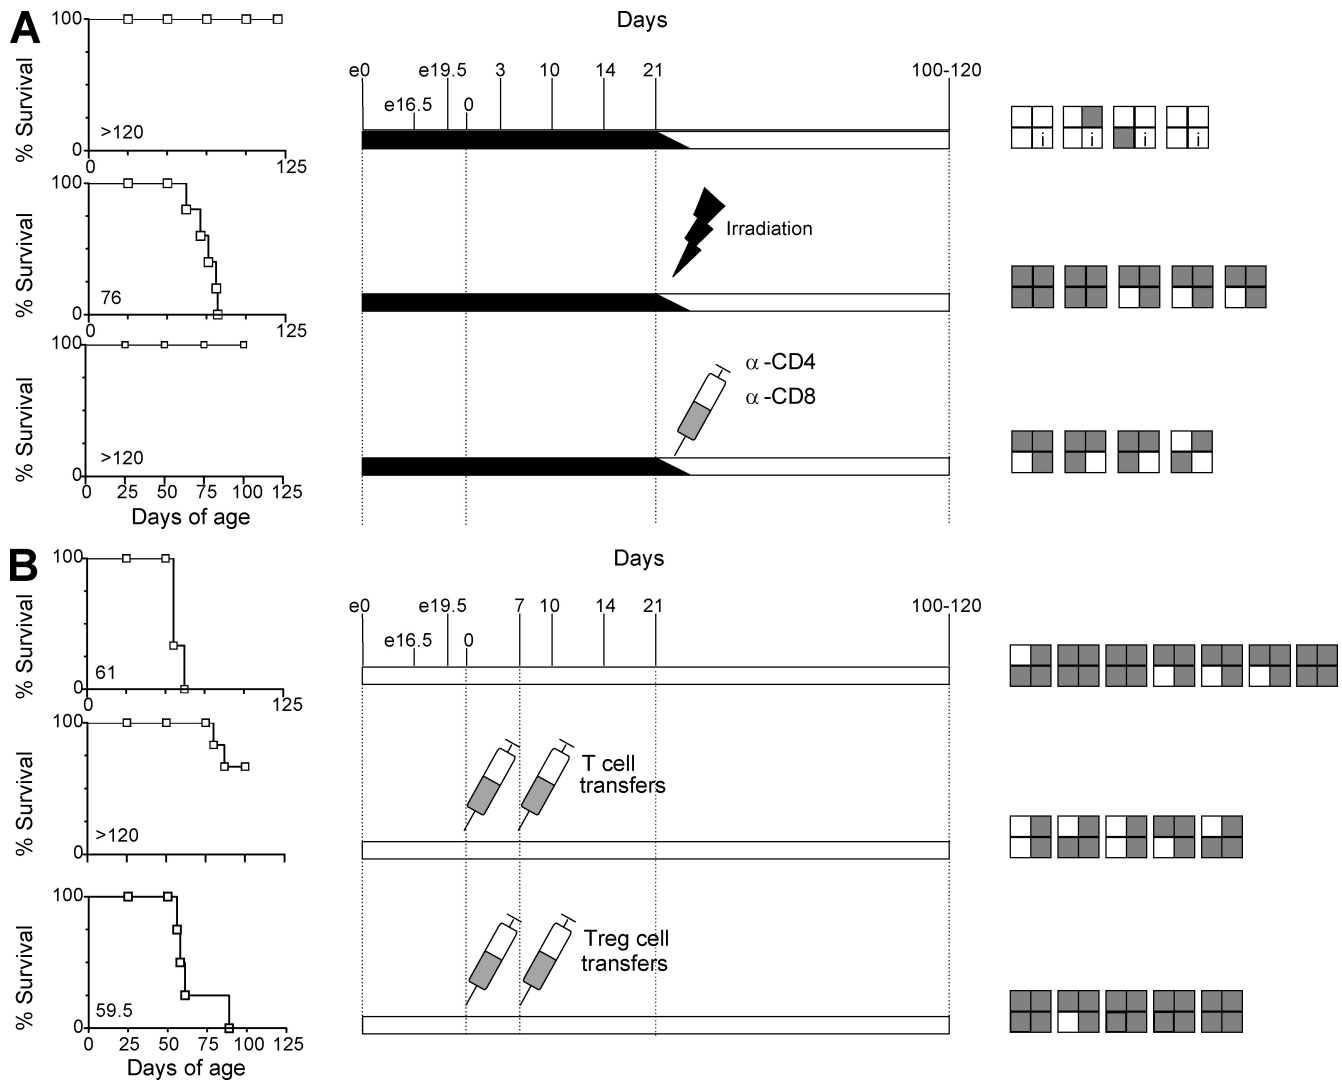 A
100
% Survival
>120
0
0
125
Days
e0
e19.5
3
10
14
21
100-120
e16.5
0
i
i
i
i
100
% Survival
76
0
0
125
Irradiation
100
% Survival
>120
0
0
25
50
75
100
125
Days of age
α-CD4
α-CD8
B
100
% Survival
61
0
0
125
Days
e0
e19.5
7
10
14
21
100-120
e16.5
0
100
% Survival
>120
0
T cell
transfers
100
% Survival
59.5
0
0
25
50
75
100
125
Days of age
Treg cell
transfers